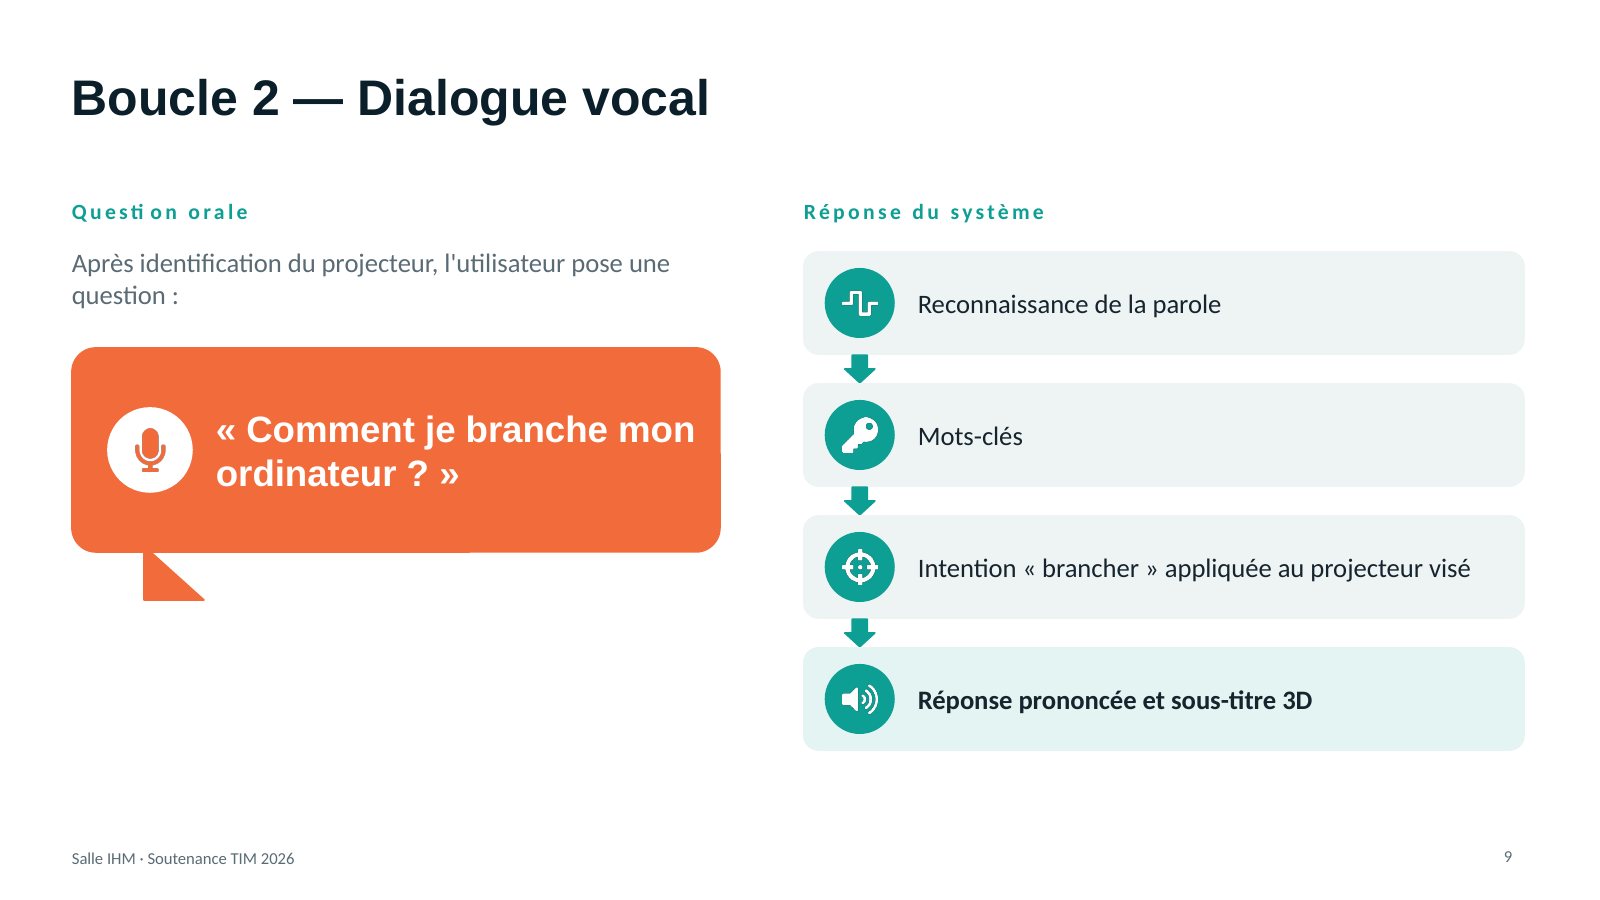 Boucle 2 — Dialogue vocal
Question orale
Après identification du projecteur, l'utilisateur pose une
question :
« Comment je branche mon
ordinateur ? »
Réponse du système
Reconnaissance de la parole
Mots-clés
Intention « brancher » appliquée au projecteur visé
Réponse prononcée et sous-titre 3D
Salle IHM · Soutenance TIM 2026
9